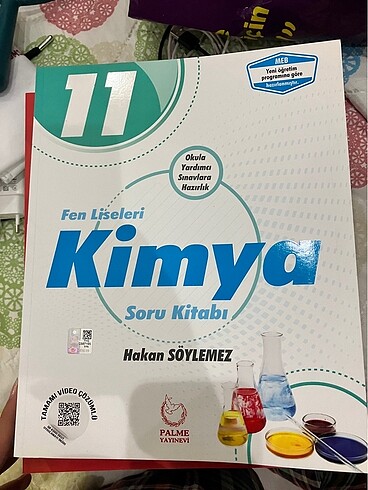 11
MEB
Yeni öğretim
programına göre
hazırlanmıştır.
Okula
Yardımcı
Sınavlara
Hazırlık
Fen Liseleri
Kimya
Soru Kitabı
Hakan SÖYLEMEZ
TAMAMI VİDEO ÇÖZÜMLÜ
PALME
YAYINEVİ